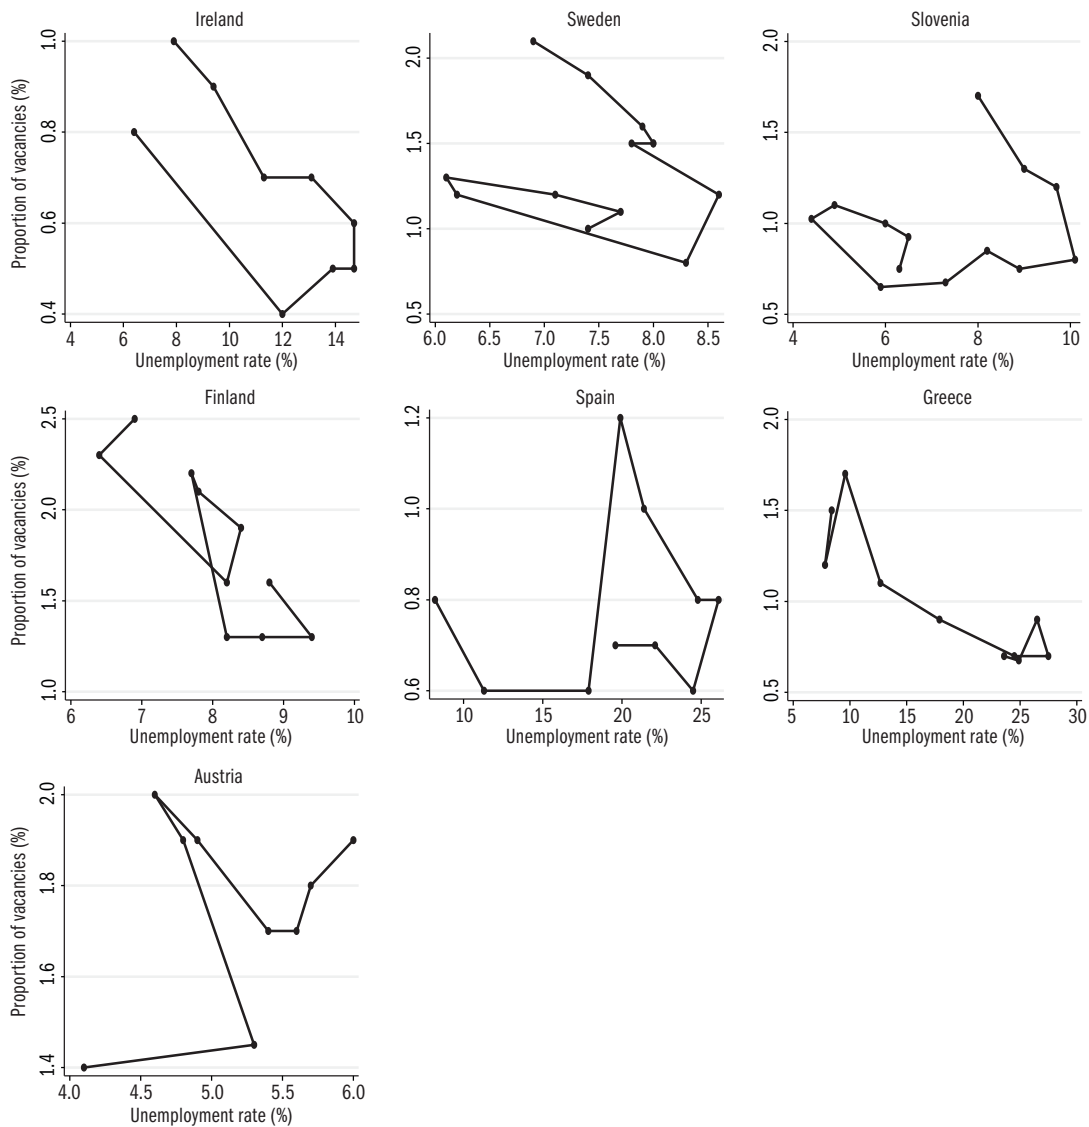 Ireland
Proportion of vacancies (%)
1.0
0.8
0.6
0.4
4 6 8 10 12 14
Unemployment rate (%)
Sweden
2.0
1.5
1.0
0.5
6.0 6.5 7.0 7.5 8.0 8.5
Unemployment rate (%)
Slovenia
2.0
1.5
1.0
0.5
4 6 8 10
Unemployment rate (%)
Finland
Proportion of vacancies (%)
2.5
2.0
1.5
1.0
6 7 8 9 10
Unemployment rate (%)
Spain
1.2
1.0
0.8
0.6
10 15 20 25
Unemployment rate (%)
Greece
2.0
1.5
1.0
0.5
5 10 15 20 25 30
Unemployment rate (%)
Austria
Proportion of vacancies (%)
2.0
1.8
1.6
1.4
4.0 4.5 5.0 5.5 6.0
Unemployment rate (%)